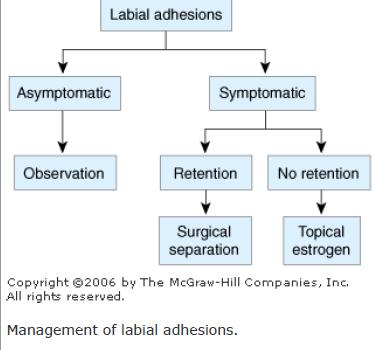 Labial adhesions
Asymptomatic
Symptomatic
Observation
Retention
No retention
Surgical
separation
Topical
estrogen
Copyright ©2006 by The McGraw-Hill Companies, Inc.
All rights reserved.
Management of labial adhesions.